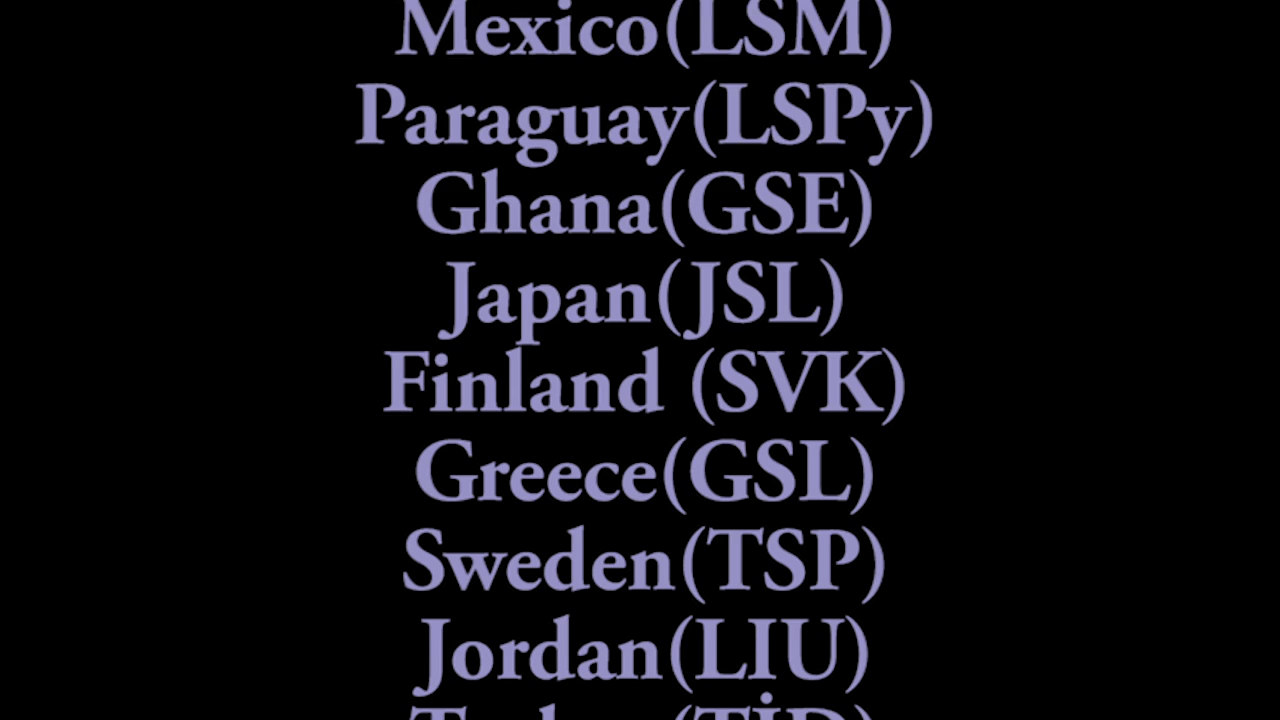 Mexico(LSM)
Paraguay(LSPy)
Ghana(GSE)
Japan(JSL)
Finland (SVK)
Greece(GSL)
Sweden(TSP)
Jordan(LIU)